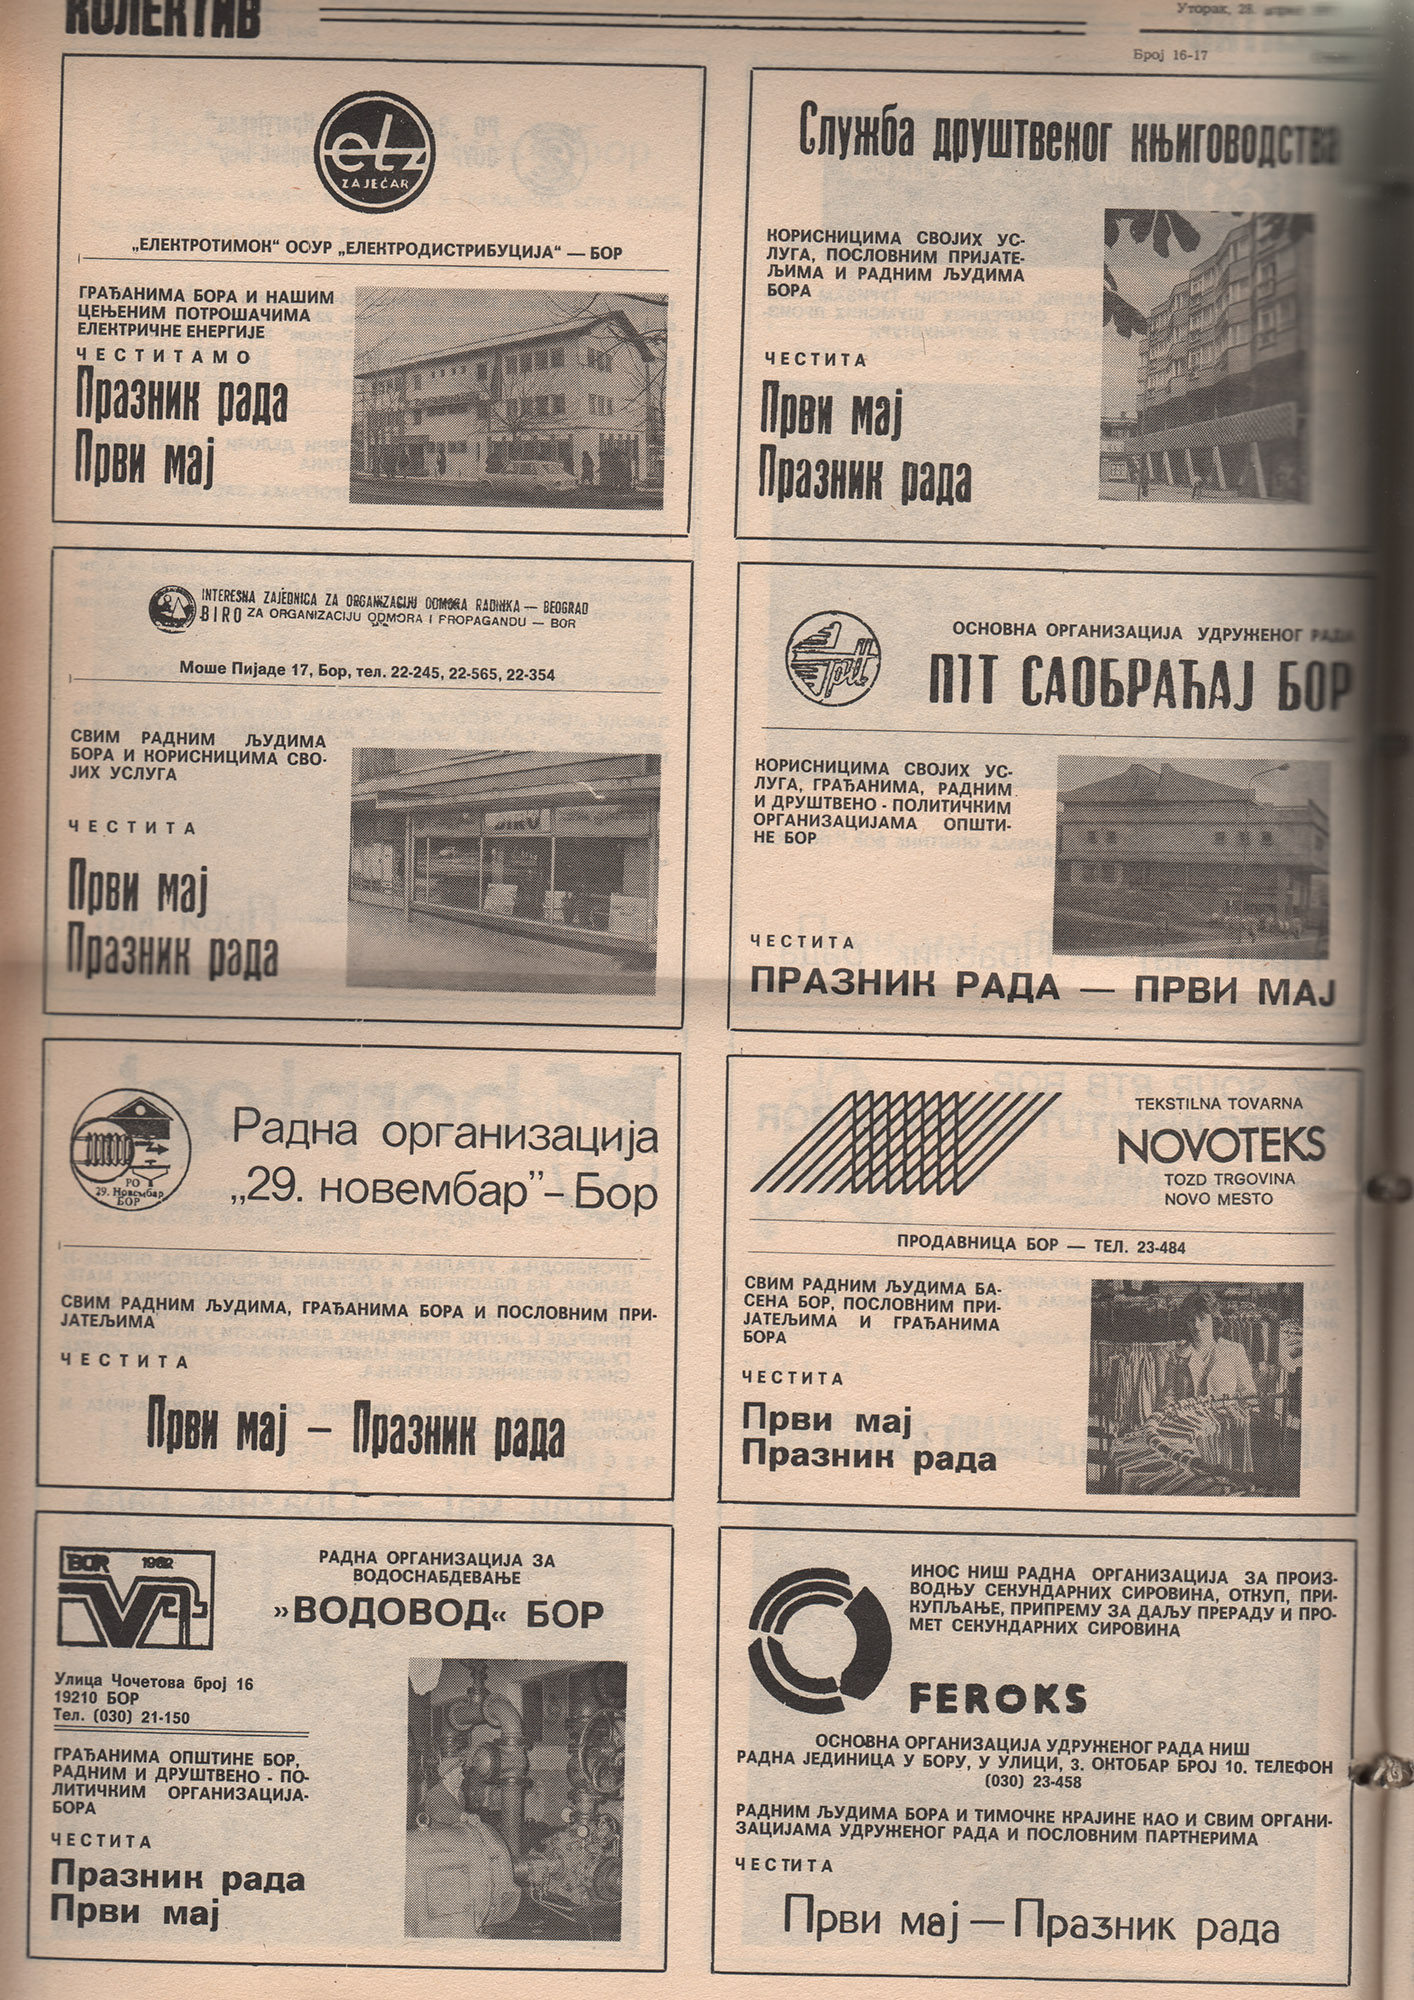 КОЛЕКТИВ
Уторак, 28.
Број 16-17
etz
ZAJEČAR
„ЕЛЕКТРОТИМОК“ ООУР „ЕЛЕКТРОДИСТРИБУЦИЈА“ — БОР
ГРАЂАНИМА БОРА И НАШИМ
ЦЕЊЕНИМ ПОТРОШАЧИМА
ЕЛЕКТРИЧНЕ ЕНЕРГИЈЕ
ЧЕСТИТАМО
Празник рада
Први мај
Служба друштвеног књиговодства
КОРИСНИЦИМА СВОЈИХ УС-
ЛУГА, ПОСЛОВНИМ ПРИЈАТЕ-
ЉИМА И РАДНИМ ЉУДИМА
БОРА
ЧЕСТИТА
Први мај
Празник рада
INTERESNA ZAJEDNICA ZA ORGANIZACIJU ODMORA RADNIKA — BEOGRAD
BIRO ZA ORGANIZACIJU ODMORA I PROPAGANDU — BOR
Моше Пијаде 17, Бор, тел. 22-245, 22-565, 22-354
СВИМ РАДНИМ ЉУДИМА
БОРА И КОРИСНИЦИМА СВО-
ЈИХ УСЛУГА
ЧЕСТИТА
Први мај
Празник рада
BIRO
ptt
ОСНОВНА ОРГАНИЗАЦИЈА УДРУЖЕНОГ РАДА
ПТТ САОБРАЋАЈ БОР
КОРИСНИЦИМА СВОЈИХ УС-
ЛУГА, ГРАЂАНИМА, РАДНИМ
И ДРУШТВЕНО - ПОЛИТИЧКИМ
ОРГАНИЗАЦИЈАМА ОПШТИ-
НЕ БОР
ЧЕСТИТА
ПРАЗНИК РАДА — ПРВИ МАЈ
РО
29. Новембар
БОР
Радна организација
„29. новембар”– Бор
СВИМ РАДНИМ ЉУДИМА, ГРАЂАНИМА БОРА И ПОСЛОВНИМ ПРИ-
ЈАТЕЉИМА
ЧЕСТИТА
Први мај – Празник рада
TEKSTILNA TOVARNA
NOVOTEKS
TOZD TRGOVINA
NOVO MESTO
ПРОДАВНИЦА БОР — ТЕЛ. 23-484
СВИМ РАДНИМ ЉУДИМА БА-
СЕНА БОР, ПОСЛОВНИМ ПРИ-
ЈАТЕЉИМА И ГРАЂАНИМА
БОРА
ЧЕСТИТА
Први мај
Празник рада
BOR 1962
РАДНА ОРГАНИЗАЦИЈА ЗА
ВОДОСНАБДЕВАЊЕ
»ВОДОВОД« БОР
Улица Чочетова број 16
19210 БОР
Тел. (030) 21-150
ГРАЂАНИМА ОПШТИНЕ БОР,
РАДНИМ И ДРУШТВЕНО - ПО-
ЛИТИЧКИМ ОРГАНИЗАЦИЈА-
БОРА
ЧЕСТИТА
Празник рада
Први мај
ИНОС НИШ РАДНА ОРГАНИЗАЦИЈА ЗА ПРОИЗ-
ВОДЊУ СЕКУНДАРНИХ СИРОВИНА, ОТКУП, ПРИ-
КУПЉАЊЕ, ПРИПРЕМУ ЗА ДАЉУ ПРЕРАДУ И ПРО-
МЕТ СЕКУНДАРНИХ СИРОВИНА
FEROKS
ОСНОВНА ОРГАНИЗАЦИЈА УДРУЖЕНОГ РАДА НИШ
РАДНА ЈЕДИНИЦА У БОРУ, У УЛИЦИ, 3. ОКТОБАР БРОЈ 10. ТЕЛЕФОН
(030) 23-458
РАДНИМ ЉУДИМА БОРА И ТИМОЧКЕ КРАЈИНЕ КАО И СВИМ ОРГАНИ-
ЗАЦИЈАМА УДРУЖЕНОГ РАДА И ПОСЛОВНИМ ПАРТНЕРИМА
ЧЕСТИТА
Први мај — Празник рада